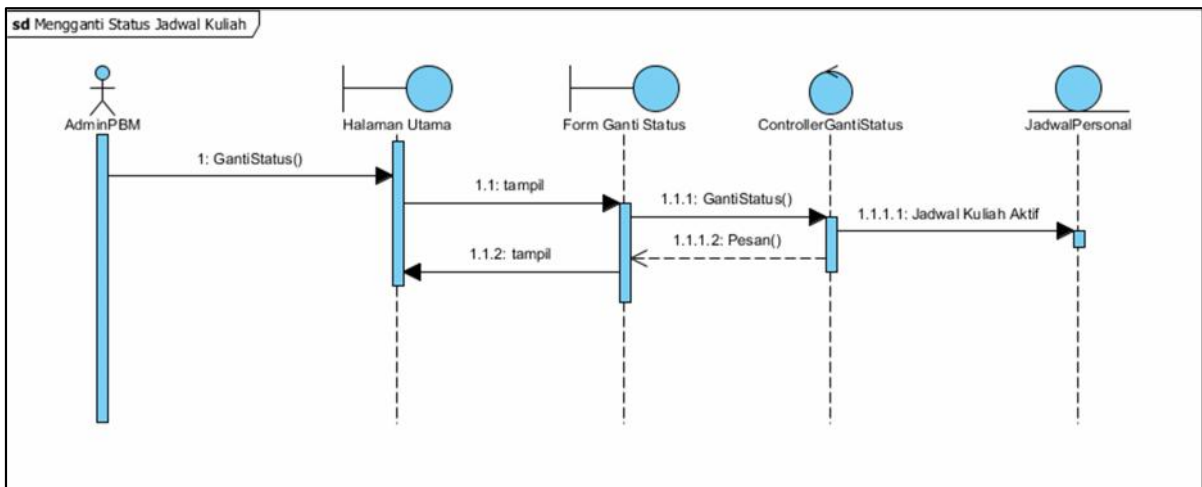 sd Mengganti Status Jadwal Kuliah
AdminPBM
Halaman Utama
Form Ganti Status
ControllerGantiStatus
JadwalPersonal
1: GantiStatus()
1.1: tampil
1.1.1: GantiStatus()
1.1.1.1: Jadwal Kuliah Aktif
1.1.1.2: Pesan()
1.1.2: tampil